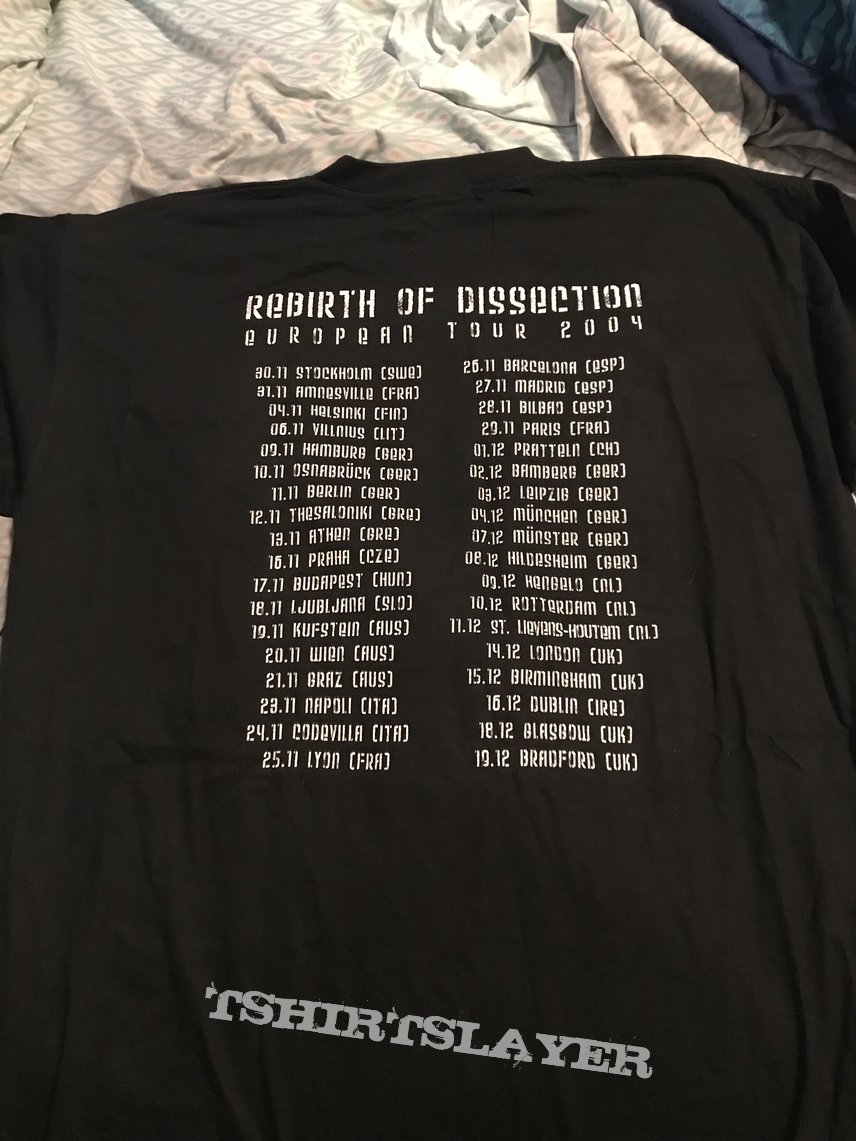 REBIRTH OF DISSECTION
EUROPEAN TOUR 2004
30.11 STOCKHOLM (SWE)
31.11 AMNESVILLE (FRA)
04.11 HELSINKI (FIN)
06.11 VILLNIUS (LIT)
09.11 HAMBURG (GER)
10.11 OSNABRÜCK (GER)
11.11 BERLIN (GER)
12.11 THESALONIKI (GRE)
13.11 ATHEN (GRE)
16.11 PRAHA (CZE)
17.11 BUDAPEST (HUN)
18.11 LJUBLJANA (SLO)
19.11 KUFSTEIN (AUS)
20.11 WIEN (AUS)
21.11 GRAZ (AUS)
23.11 NAPOLI (ITA)
24.11 CODEVILLA (ITA)
25.11 LYON (FRA)
26.11 BARCELONA (ESP)
27.11 MADRID (ESP)
28.11 BILBAO (ESP)
29.11 PARIS (FRA)
01.12 PRATTELN (CH)
02.12 BAMBERG (GER)
03.12 LEIPZIG (GER)
04.12 MÜNCHEN (GER)
07.12 MÜNSTER (GER)
08.12 HILDESHEIM (GER)
09.12 HENGELO (NL)
10.12 ROTTERDAM (NL)
11.12 ST. LIEVENS-HOUTEM (NL)
14.12 LONDON (UK)
15.12 BIRMINGHAM (UK)
16.12 DUBLIN (IRE)
18.12 GLASGOW (UK)
19.12 BRADFORD (UK)
TSHIRTSLAYER